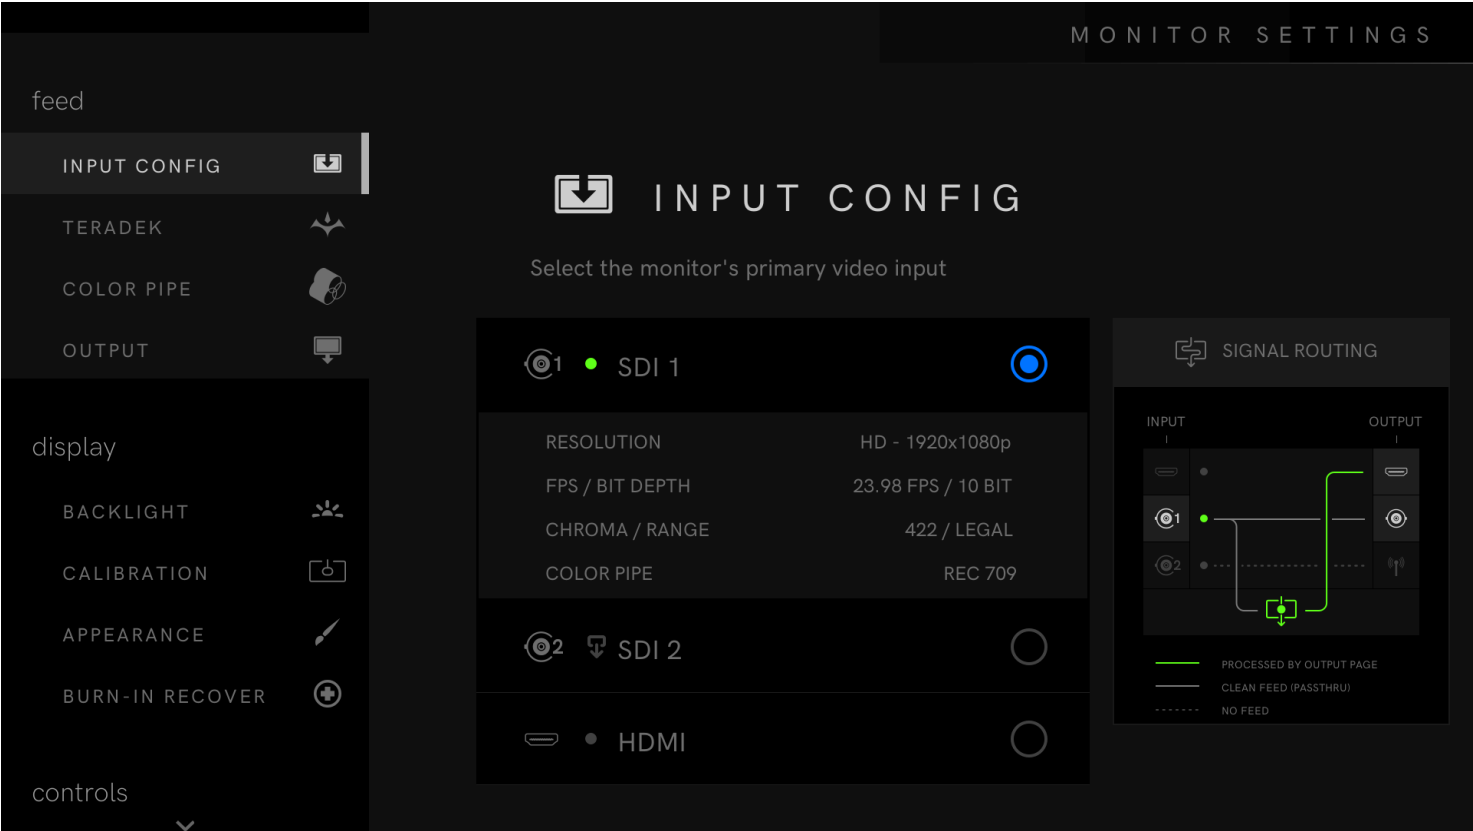 MONITOR SETTINGS
feed
INPUT CONFIG
TERADEK
COLOR PIPE
OUTPUT
display
BACKLIGHT
CALIBRATION
APPEARANCE
BURN-IN RECOVER
controls
INPUT CONFIG
Select the monitor's primary video input
1 SDI 1
RESOLUTION HD - 1920x1080p
FPS / BIT DEPTH 23.98 FPS / 10 BIT
CHROMA / RANGE 422 / LEGAL
COLOR PIPE REC 709
2 SDI 2
HDMI
SIGNAL ROUTING
INPUT OUTPUT
1
2
PROCESSED BY OUTPUT PAGE
CLEAN FEED (PASSTHRU)
NO FEED